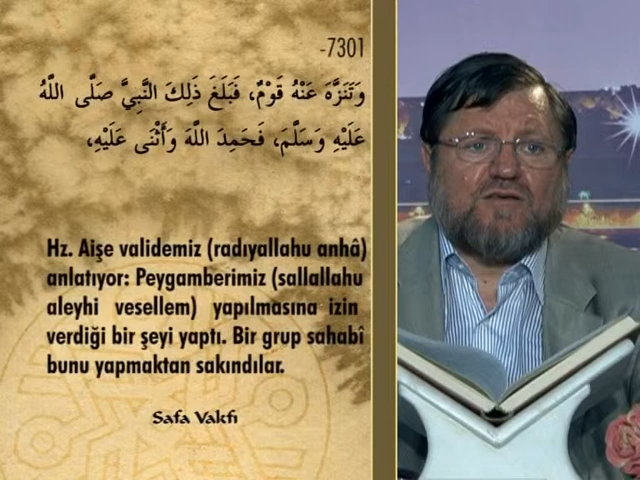 -7301
وَتَنَزَّهَ عَنْهُ قَوْمٌ، فَبَلَغَ ذَلِكَ النَّبِيَّ صَلَّى اللَّهُ
عَلَيْهِ وَسَلَّمَ، فَحَمِدَ اللَّهَ وَأَثْنَى عَلَيْهِ،
Hz. Aişe validemiz (radıyallahu anhâ)
anlatıyor: Peygamberimiz (sallallahu
aleyhi vesellem) yapılmasına izin
verdiği bir şeyi yaptı. Bir grup sahabî
bunu yapmaktan sakındılar.
Safa Vakfı